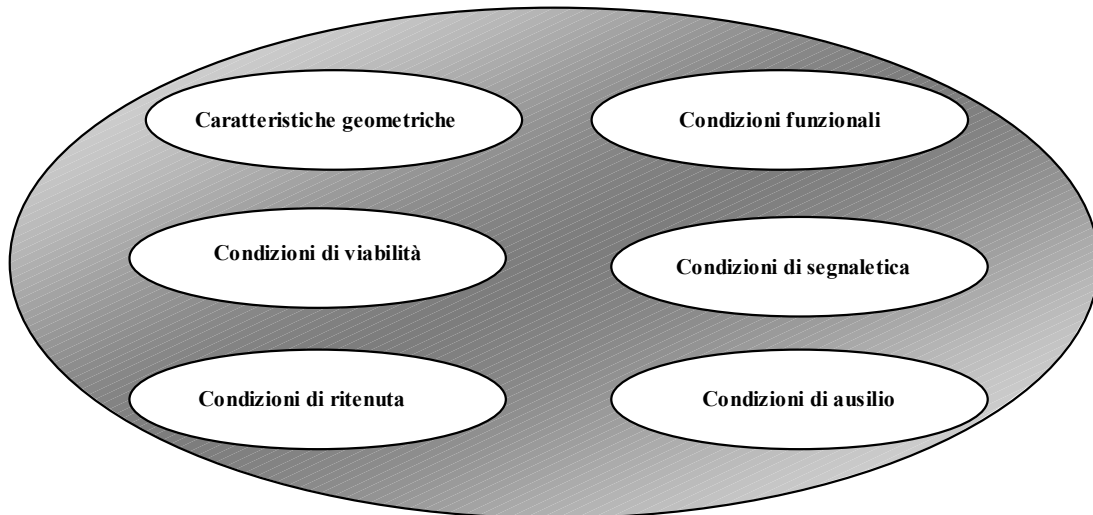 Caratteristiche geometriche
Condizioni funzionali
Condizioni di viabilità
Condizioni di segnaletica
Condizioni di ritenuta
Condizioni di ausilio